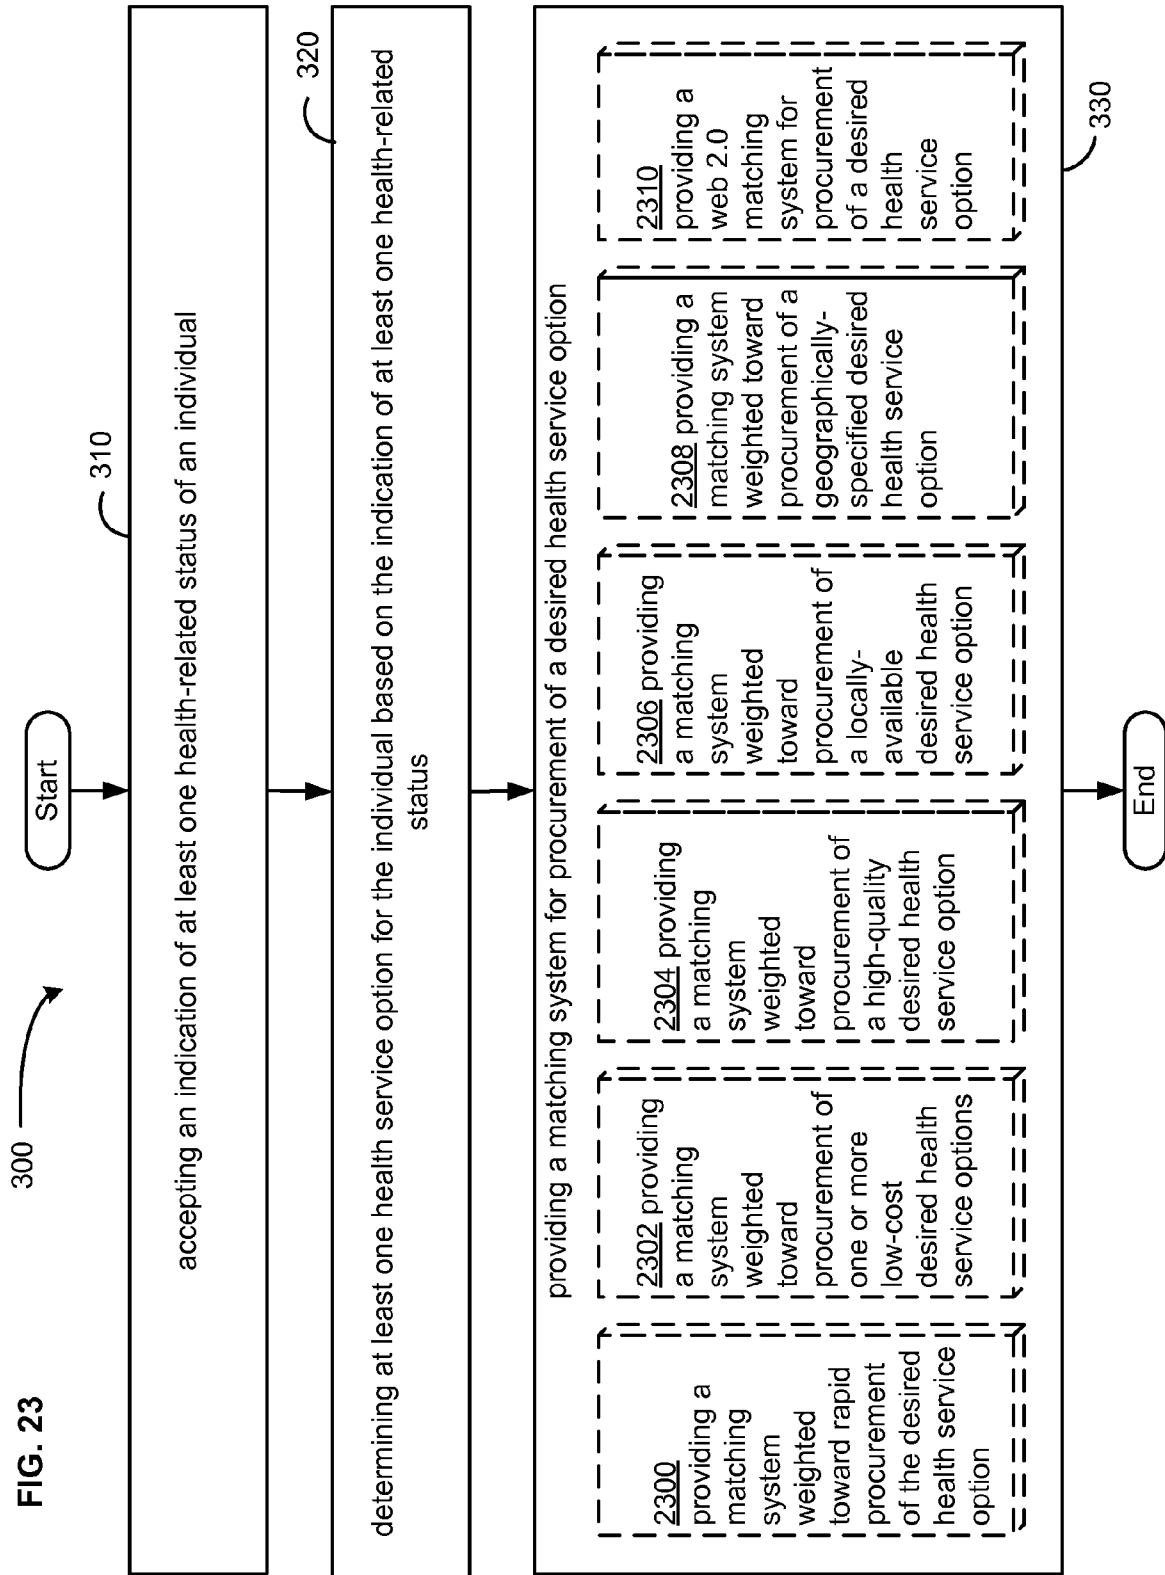 FIG. 23
300
Start
310
accepting an indication of at least one health-related status of an individual
320
determining at least one health service option for the individual based on the indication of at least one health-related
status
providing a matching system for procurement of a desired health service option
2300
providing a
matching
system
weighted
toward rapid
procurement
of the desired
health service
option
2302 providing
a matching
system
weighted
toward
procurement of
one or more
low-cost
desired health
service options
2304 providing
a matching
system
weighted
toward
procurement of
a high-quality
desired health
service option
2306 providing
a matching
system
weighted
toward
procurement of
a locally-
available
desired health
service option
2308 providing a
matching system
weighted toward
procurement of a
geographically-
specified desired
health service
option
2310
providing a
web 2.0
matching
system for
procurement
of a desired
health
service
option
330
End